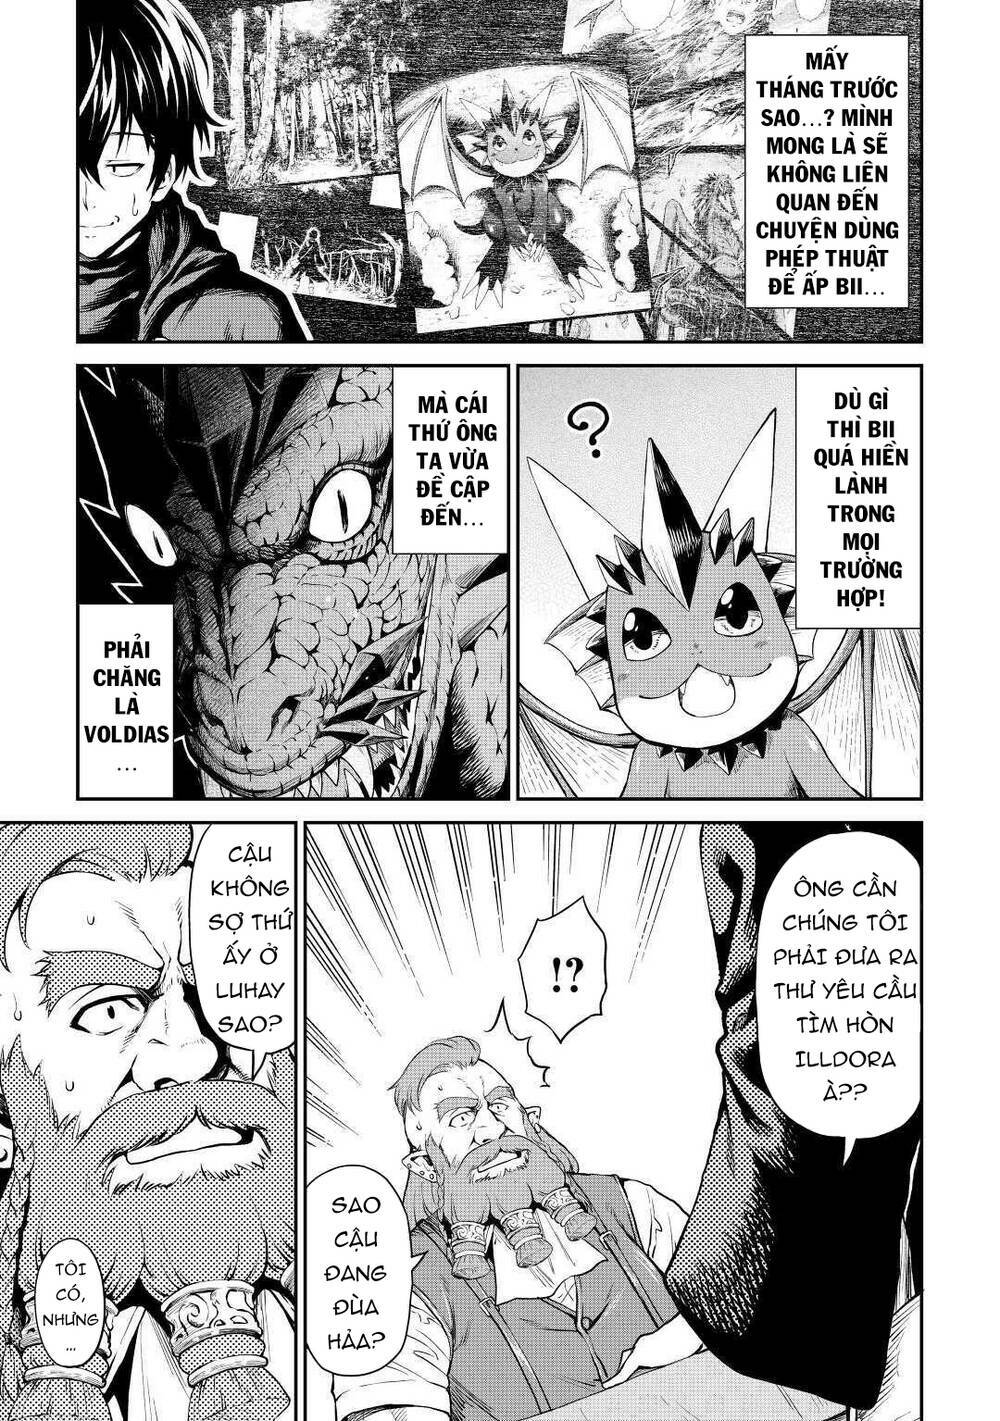 MẤY
THÁNG TRƯỚC
SAO...? MÌNH
MONG LÀ SẼ
KHÔNG LIÊN
QUAN ĐẾN
CHUYỆN DÙNG
PHÉP THUẬT
ĐỂ ẤP BII...
DÙ GÌ
THÌ BII
QUÁ HIỀN
LÀNH
TRONG
MỌI
TRƯỜNG
HỢP!
?
MÀ CÁI
THỨ ÔNG
TA VỪA
ĐỀ CẬP
ĐẾN...
PHẢI
CHĂNG LÀ
VOLDIAS
...
ÔNG CẦN
CHÚNG TÔI
PHẢI ĐƯA RA
THƯ YÊU CẦU
TÌM HÒN
ILLDORA
À??
!?
SAO
CẬU
ĐANG
ĐÙA
HẢA?
CẬU
KHÔNG
SỢ THỨ
ẤY Ở
LUHAY
SAO?
TÔI
CÓ,
NHƯNG
...